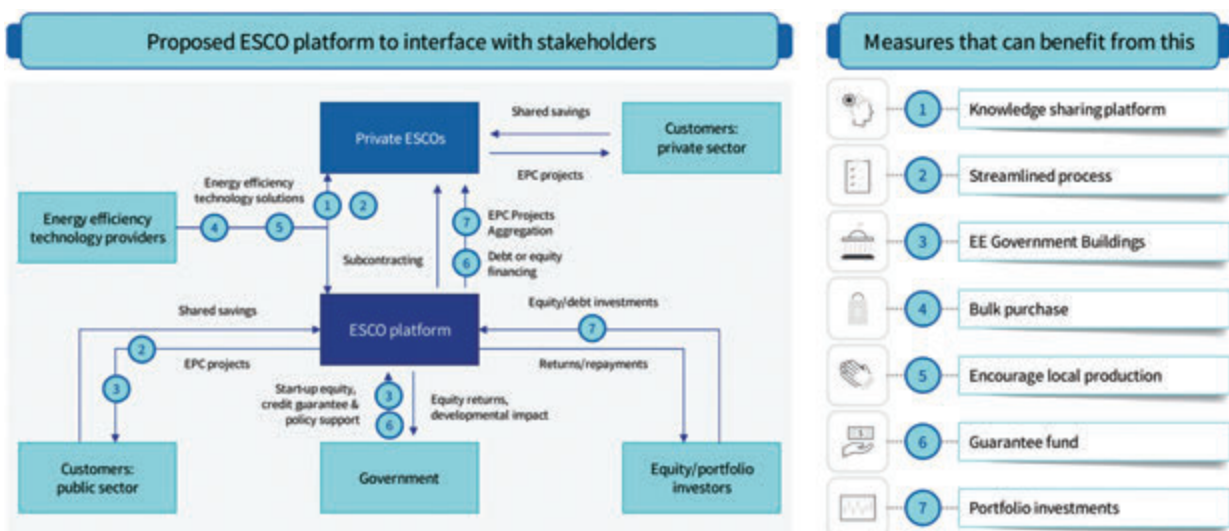 Proposed ESCO platform to interface with stakeholders
Private ESCOs
Shared savings
EPC projects
Customers:
private sector
Energy efficiency
technology solutions
1
2
Energy efficiency
technology providers
4
5
7
EPC Projects
Aggregation
Subcontracting
6
Debt or equity
financing
Shared savings
ESCO platform
Equity/debt investments
7
2
EPC projects
Returns/repayments
3
Start-up equity,
credit guarantee &
policy support
3
6
Equity returns,
developmental impact
Customers:
public sector
Government
Equity/portfolio
investors
Measures that can benefit from this
1
Knowledge sharing platform
2
Streamlined process
3
EE Government Buildings
4
Bulk purchase
5
Encourage local production
6
Guarantee fund
7
Portfolio investments